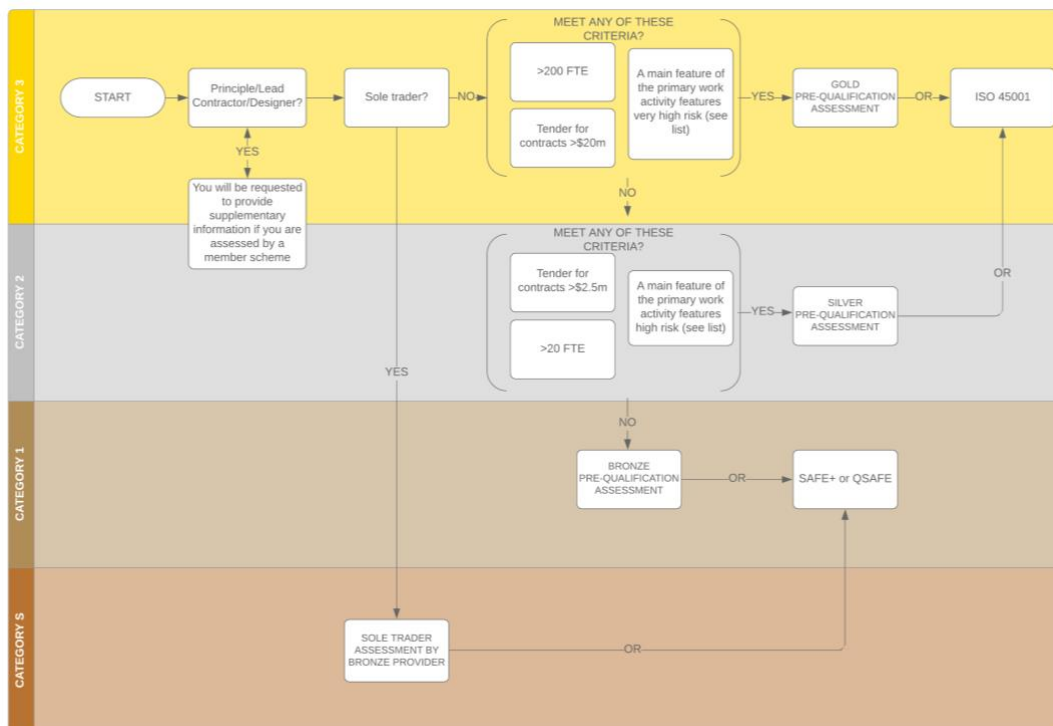 CATEGORY 3
START
Principle/Lead
Contractor/Designer?
YES
You will be requested
to provide
supplementary
information if you are
assessed by a
member scheme
Sole trader?
NO
MEET ANY OF THESE
CRITERIA?
>200 FTE
Tender for
contracts >$20m
A main feature of
the primary work
activity features
very high risk (see
list)
YES
GOLD
PRE-QUALIFICATION
ASSESSMENT
OR
ISO 45001
NO
CATEGORY 2
MEET ANY OF THESE
CRITERIA?
Tender for
contracts >$2.5m
>20 FTE
A main feature of
the primary work
activity features
high risk (see list)
YES
SILVER
PRE-QUALIFICATION
ASSESSMENT
OR
YES
NO
CATEGORY 1
BRONZE
PRE-QUALIFICATION
ASSESSMENT
OR
SAFE+ or QSAFE
CATEGORY S
SOLE TRADER
ASSESSMENT BY
BRONZE PROVIDER
OR